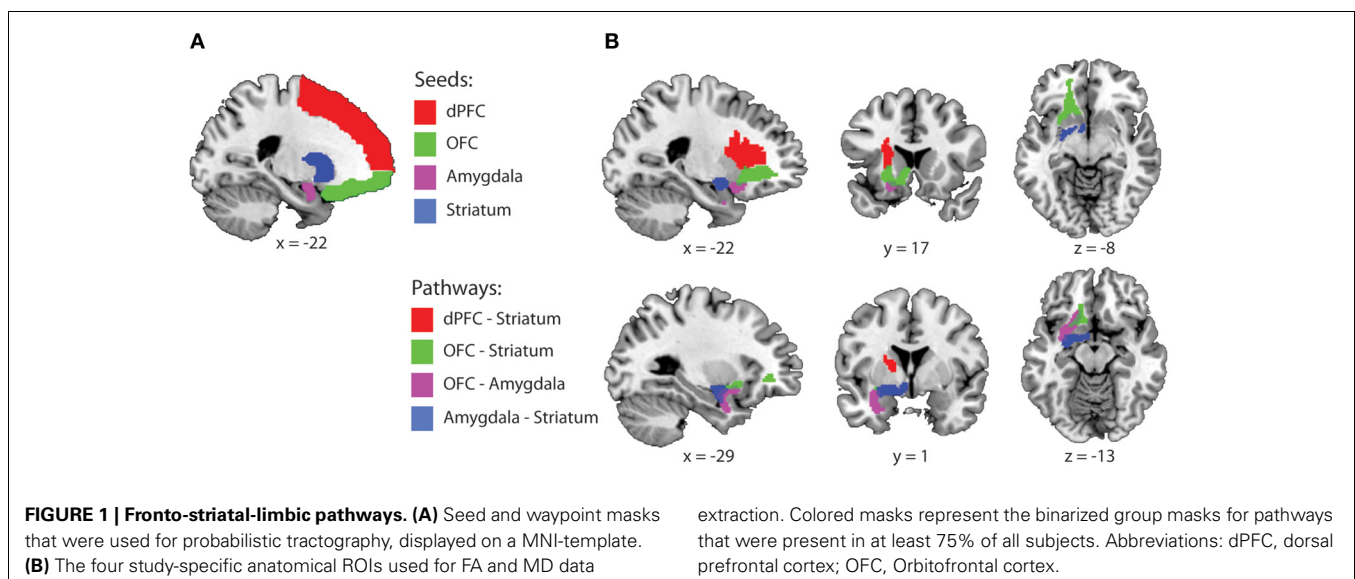 A
B
Seeds:
dPFC
OFC
Amygdala
Striatum
x = -22
x = -22
y = 17
z = -8
Pathways:
dPFC - Striatum
OFC - Striatum
OFC - Amygdala
Amygdala - Striatum
x = -29
y = 1
z = -13
FIGURE 1 | Fronto-striatal-limbic pathways. (A) Seed and waypoint masks
that were used for probabilistic tractography, displayed on a MNI-template.
(B) The four study-specific anatomical ROIs used for FA and MD data
extraction. Colored masks represent the binarized group masks for pathways
that were present in at least 75% of all subjects. Abbreviations: dPFC, dorsal
prefrontal cortex; OFC, Orbitofrontal cortex.